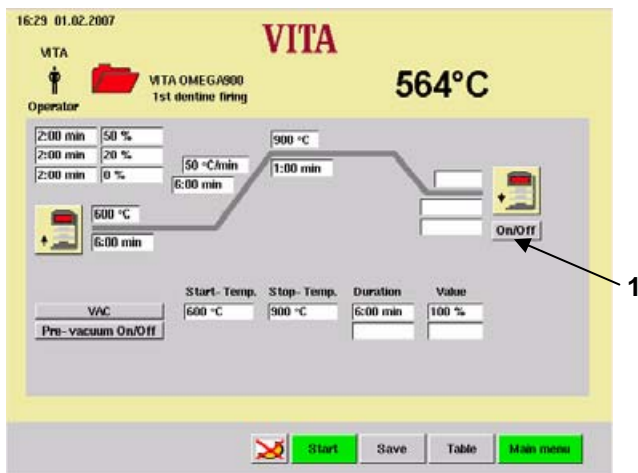 16:29 01.02.2007
VITA
VITA
Operator
VITA OMEGA900
1st dentine firing
564°C
2:00 min 50 %
2:00 min 20 %
2:00 min 0 %
50 °C/min
6:00 min
900 °C
1:00 min
600 °C
6:00 min
On/Off
1
Start-Temp. Stop-Temp. Duration Value
VAC 600 °C 900 °C 6:00 min 100 %
Pre-vacuum On/Off
Start Save Table Main menu